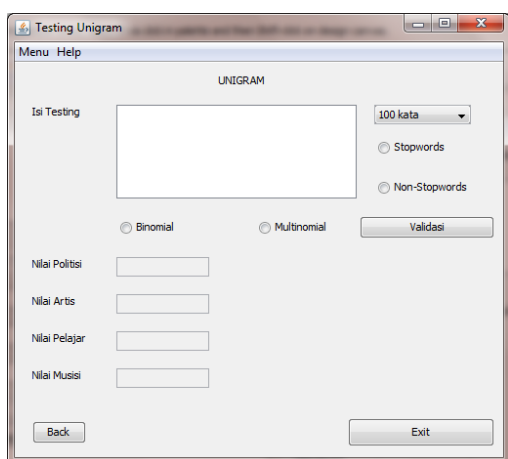 Testing Unigram
Menu Help
UNIGRAM
Isi Testing
100 kata
Stopwords
Non-Stopwords
Binomial Multinomial Validasi
Nilai Politisi
Nilai Artis
Nilai Pelajar
Nilai Musisi
Back Exit